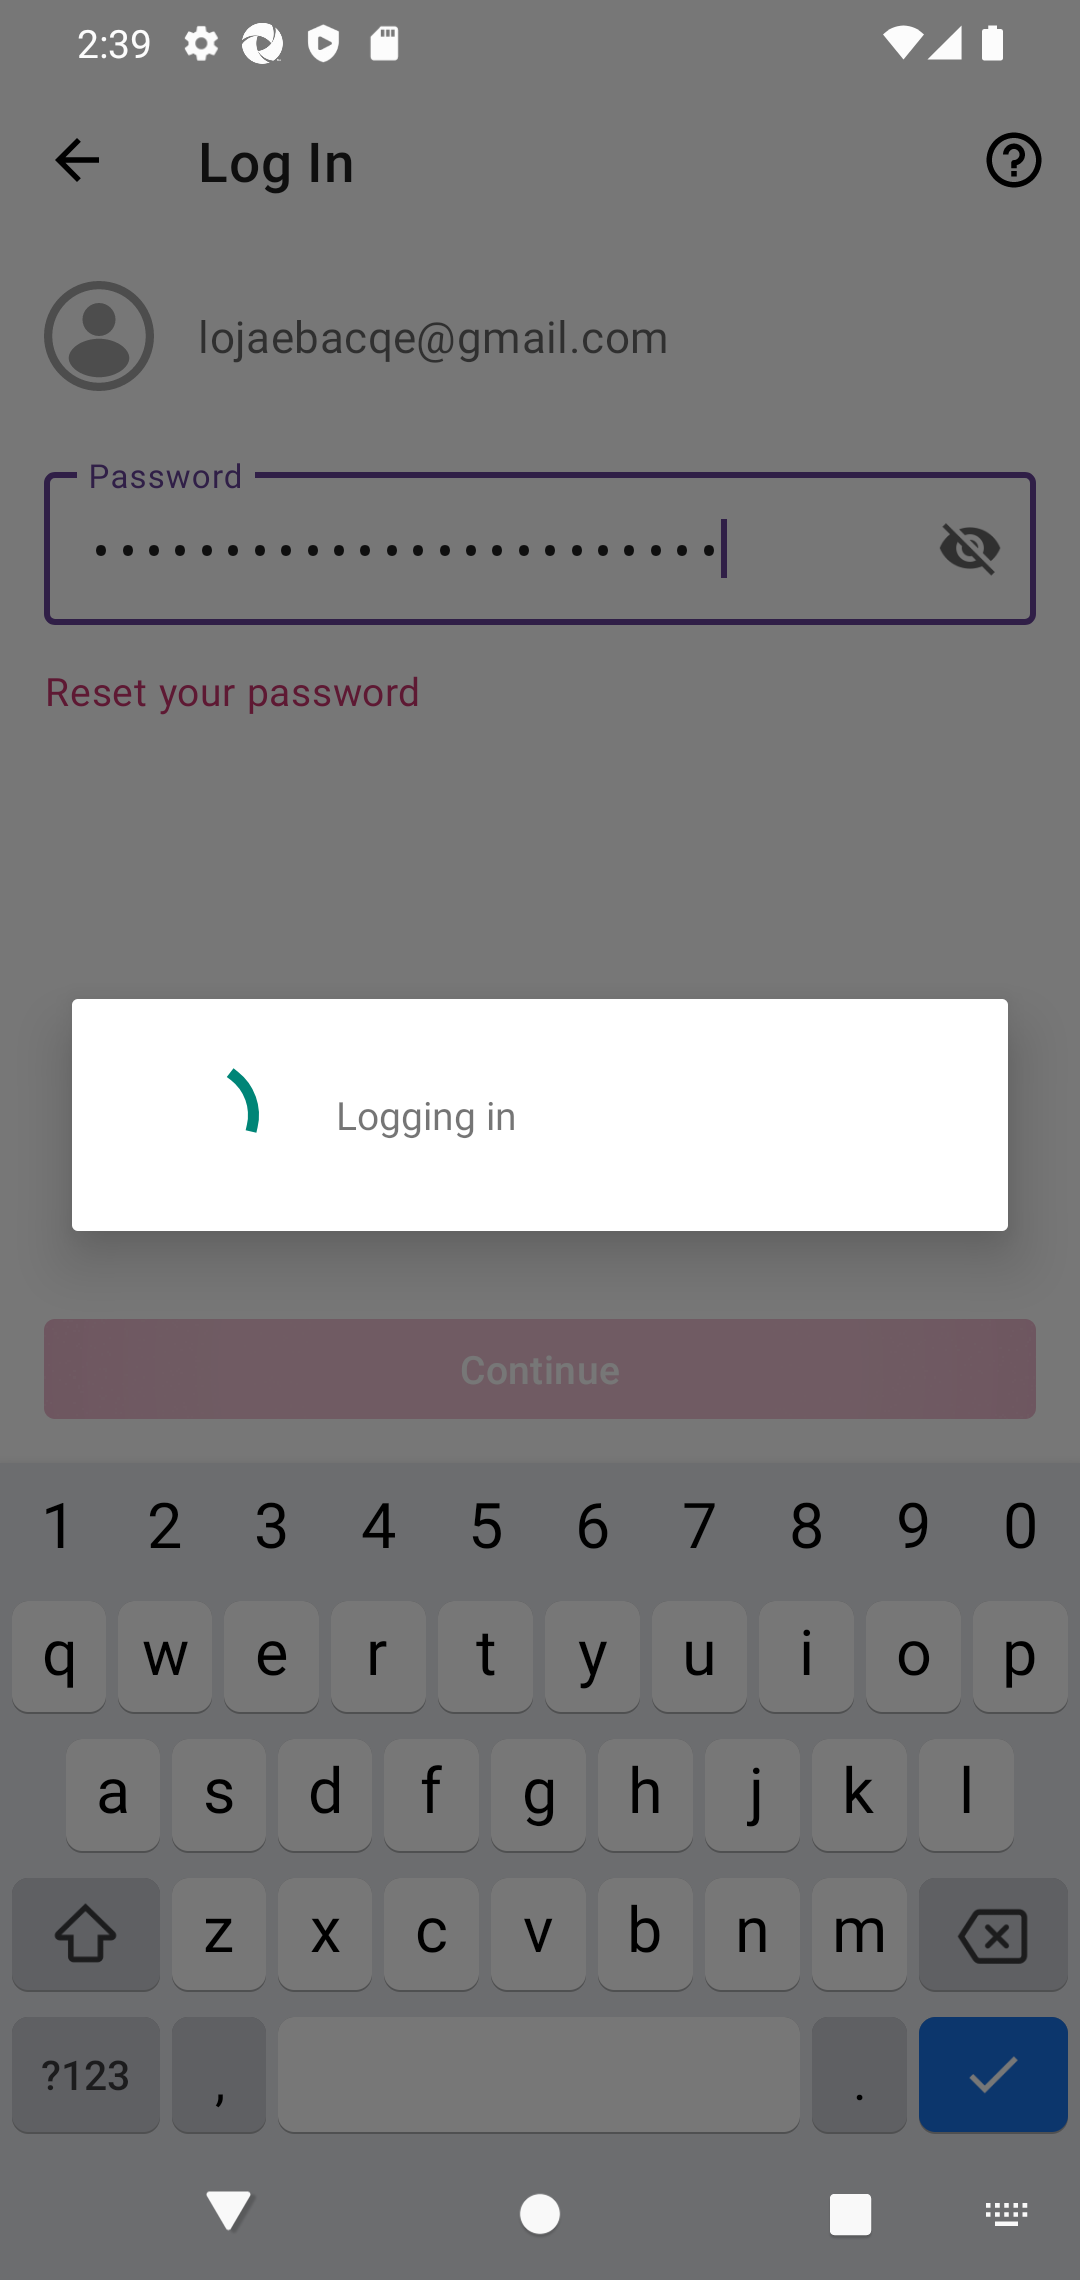 2:39
Log In
lojaebacqe@gmail.com
Password
••••••••••••••••••••••••
Reset your password
Logging in
Continue
1 2 3 4 5 6 7 8 9 0
q w e r t y u i o p
a s d f g h j k l
z x c v b n m
?123 , .